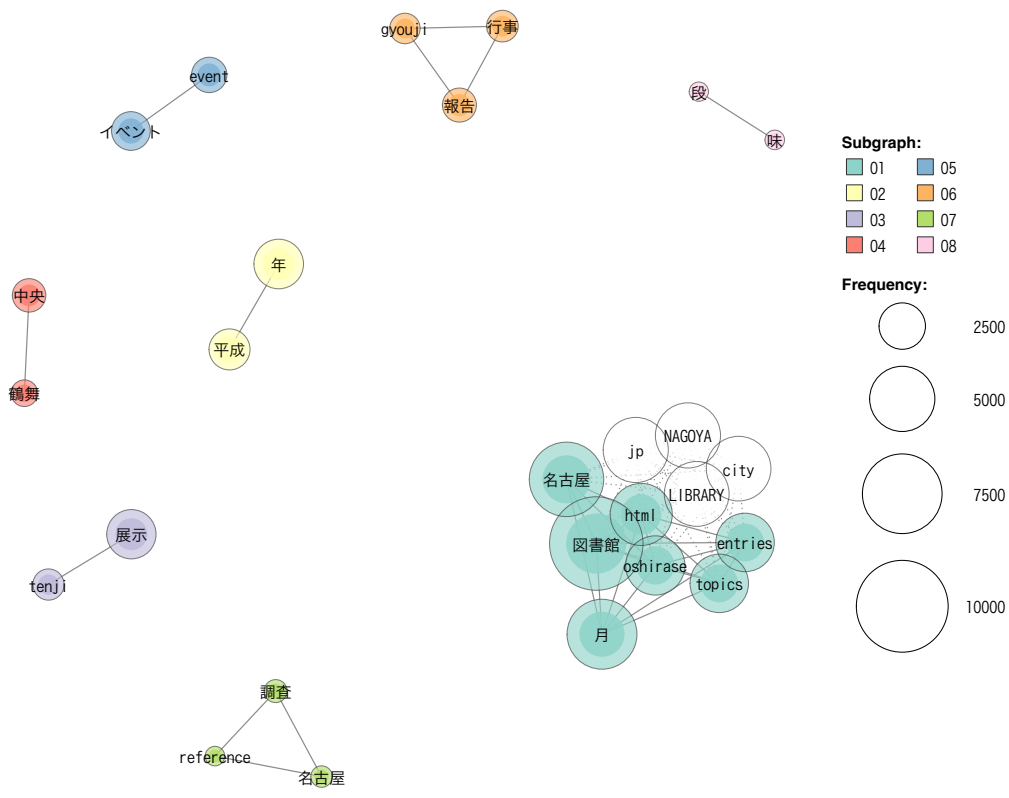 gyouji
行事
報告
event
イベント
段
味
年
平成
中央
鶴舞
jp
NAGOYA
city
名古屋
LIBRARY
html
図書館
entries
oshirase
topics
月
展示
tenji
調査
reference
名古屋
Subgraph:
01
05
02
06
03
07
04
08
Frequency:
2500
5000
7500
10000